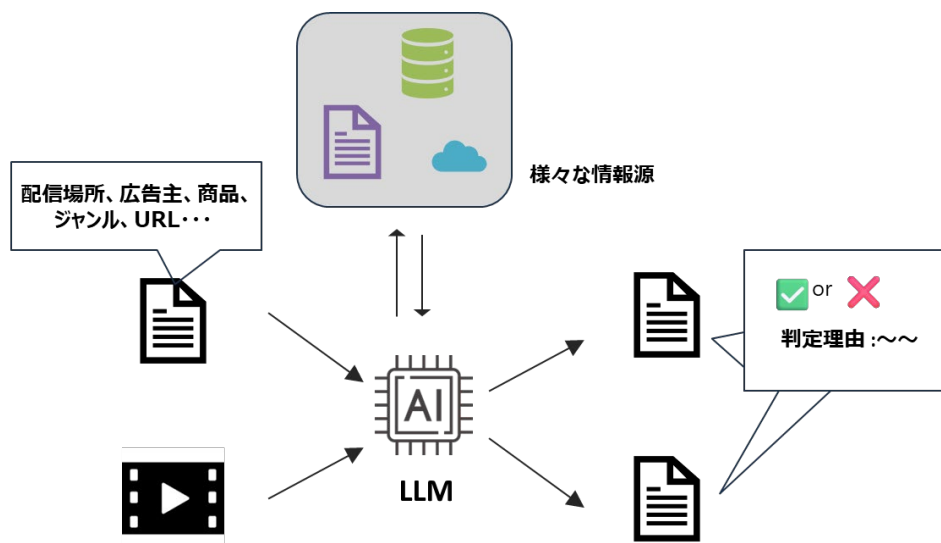 様々な情報源
配信場所、広告主、商品、
ジャンル、URL・・・
or
判定理由 :～～
AI
LLM